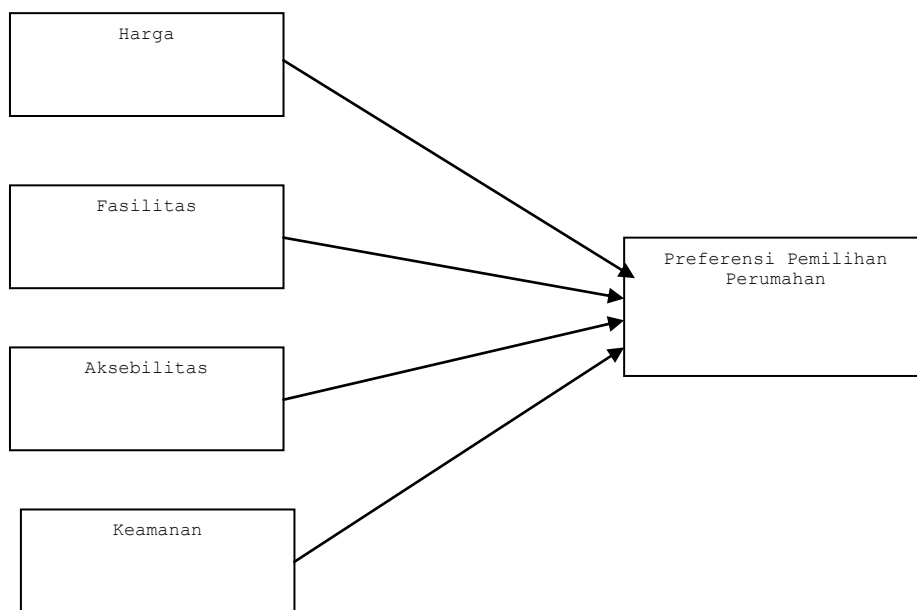 Harga
Fasilitas
Preferensi Pemilihan
Perumahan
Aksebilitas
Keamanan